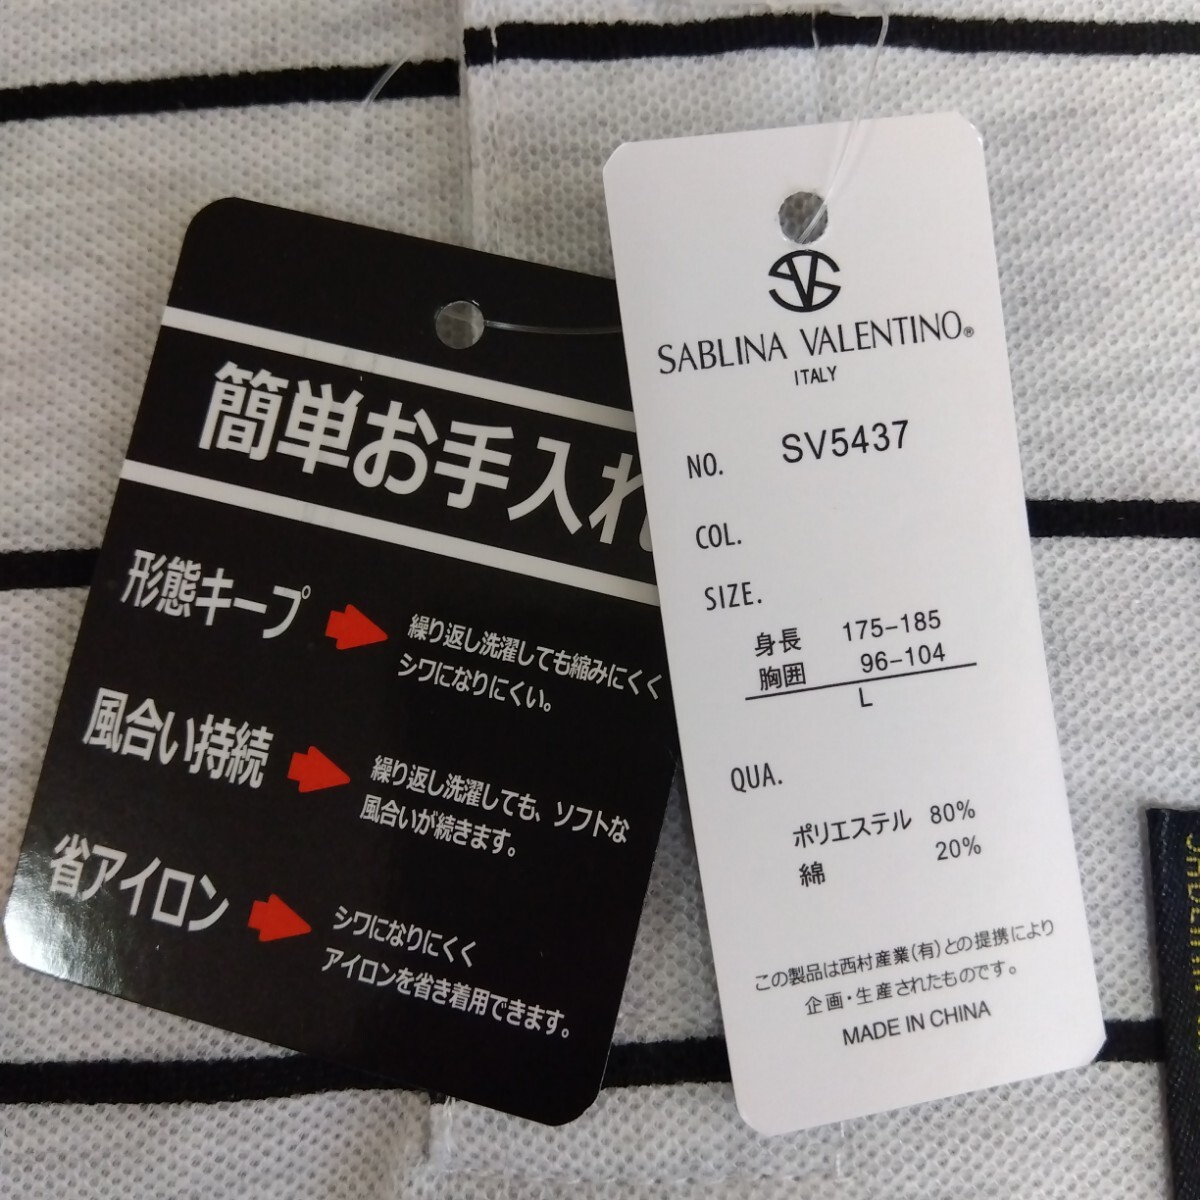 簡単お手入れ
形態キープ
繰り返し洗濯しても縮みにくく
シワになりにくい。
風合い持続
繰り返し洗濯しても、ソフトな
風合いが続きます。
省アイロン
シワになりにくく
アイロンを省き着用できます。
SVG
SABLINA VALENTINO®
ITALY
NO. SV5437
COL.
SIZE.
身長 175-185
胸囲 96-104
L
QUA.
ポリエステル 80%
綿 20%
この製品は西村産業(有)との提携により
企画・生産されたものです。
MADE IN CHINA